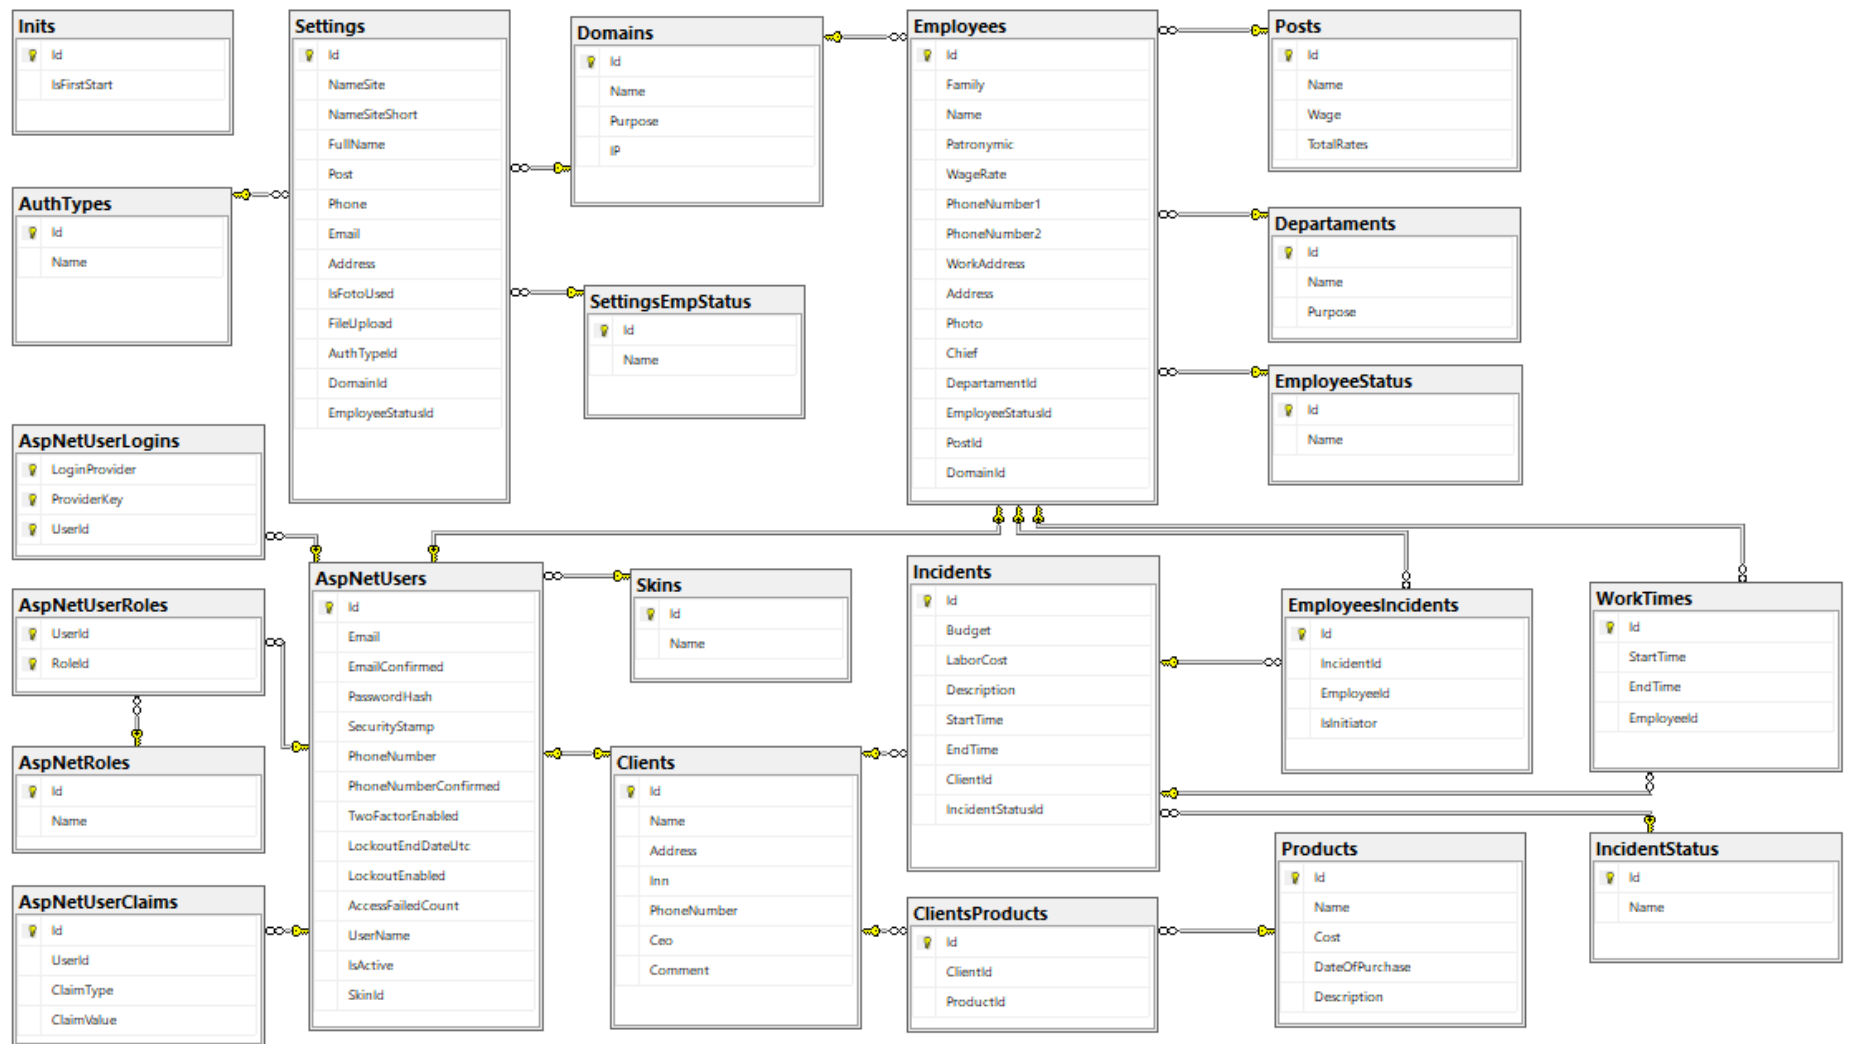 Inits
Id
IsFirstStart
Settings
Id
NameSite
NameSiteShort
FullName
Post
Phone
Email
Address
IsFotoUsed
FileUpload
AuthTypeId
DomainId
EmployeeStatusId
Domains
Id
Name
Purpose
IP
Employees
Id
Family
Name
Patronymic
WageRate
PhoneNumber1
PhoneNumber2
WorkAddress
Address
Photo
Chief
DepartamentId
EmployeeStatusId
PostId
DomainId
Posts
Id
Name
Wage
TotalRates
AuthTypes
Id
Name
Departaments
Id
Name
Purpose
SettingsEmpStatus
Id
Name
EmployeeStatus
Id
Name
AspNetUserLogins
LoginProvider
ProviderKey
UserId
AspNetUsers
Id
Email
EmailConfirmed
PasswordHash
SecurityStamp
PhoneNumber
PhoneNumberConfirmed
TwoFactorEnabled
LockoutEndDateUtc
LockoutEnabled
AccessFailedCount
UserName
IsActive
SkinId
Skins
Id
Name
Incidents
Id
Budget
LaborCost
Description
StartTime
EndTime
ClientId
IncidentStatusId
EmployeesIncidents
Id
IncidentId
EmployeeId
IsInitiator
WorkTimes
Id
StartTime
EndTime
EmployeeId
AspNetUserRoles
UserId
RoleId
AspNetRoles
Id
Name
Clients
Id
Name
Address
Inn
PhoneNumber
Ceo
Comment
Products
Id
Name
Cost
DateOfPurchase
Description
IncidentStatus
Id
Name
AspNetUserClaims
Id
UserId
ClaimType
ClaimValue
ClientsProducts
Id
ClientId
ProductId